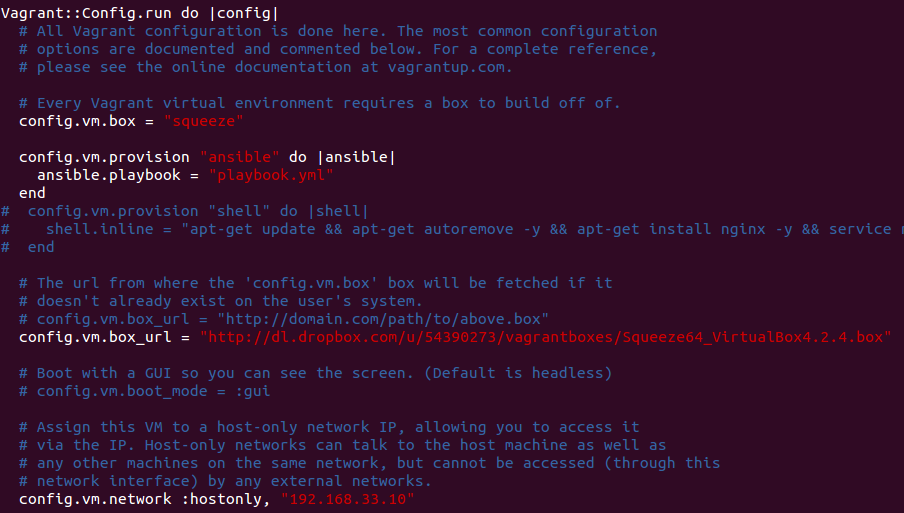 Vagrant::Config.run do |config|
  # All Vagrant configuration is done here. The most common configuration
  # options are documented and commented below. For a complete reference,
  # please see the online documentation at vagrantup.com.

  # Every Vagrant virtual environment requires a box to build off of.
  config.vm.box = "squeeze"

  config.vm.provision "ansible" do |ansible|
    ansible.playbook = "playbook.yml"
  end
#  config.vm.provision "shell" do |shell|
#    shell.inline = "apt-get update && apt-get autoremove -y && apt-get install nginx -y && service
#  end

  # The url from where the 'config.vm.box' box will be fetched if it
  # doesn't already exist on the user's system.
  # config.vm.box_url = "http://domain.com/path/to/above.box"
  config.vm.box_url = "http://dl.dropbox.com/u/54390273/vagrantboxes/Squeeze64_VirtualBox4.2.4.box"

  # Boot with a GUI so you can see the screen. (Default is headless)
  # config.vm.boot_mode = :gui

  # Assign this VM to a host-only network IP, allowing you to access it
  # via the IP. Host-only networks can talk to the host machine as well as
  # any other machines on the same network, but cannot be accessed (through this
  # network interface) by any external networks.
  config.vm.network :hostonly, "192.168.33.10"